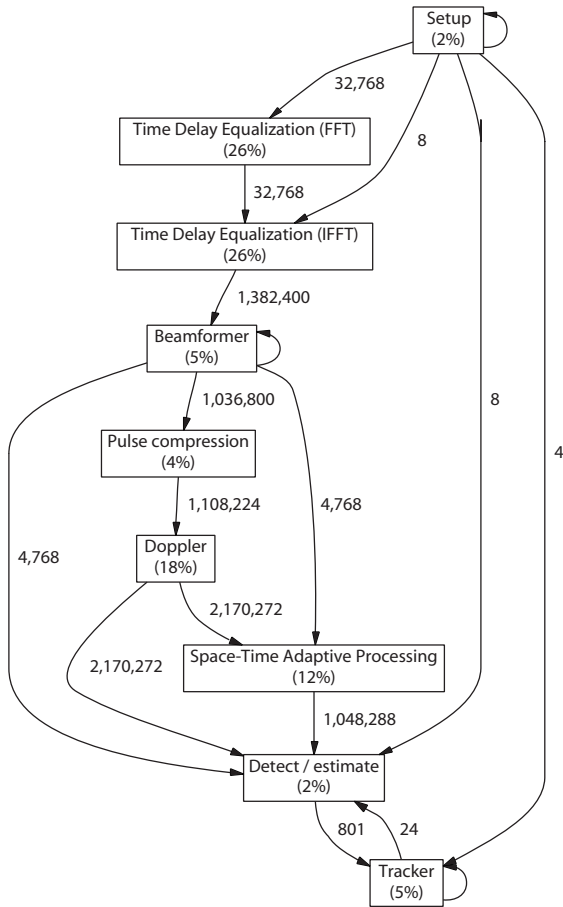 Setup
(2%)
32,768
Time Delay Equalization (FFT)
(26%)
8
32,768
Time Delay Equalization (IFFT)
(26%)
1,382,400
Beamformer
(5%)
1,036,800
8
Pulse compression
(4%)
4
1,108,224
4,768
Doppler
(18%)
4,768
2,170,272
Space-Time Adaptive Processing
(12%)
2,170,272
1,048,288
Detect / estimate
(2%)
801
24
Tracker
(5%)